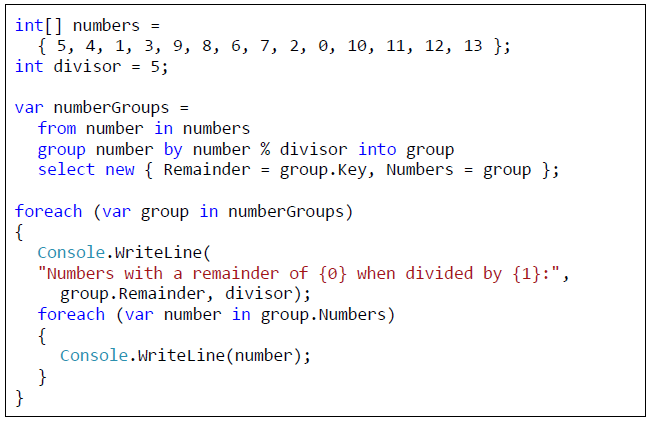 int[] numbers =
{ 5, 4, 1, 3, 9, 8, 6, 7, 2, 0, 10, 11, 12, 13 };
int divisor = 5;
var numberGroups =
from number in numbers
group number by number % divisor into group
select new { Remainder = group.Key, Numbers = group };
foreach (var group in numberGroups)
{
Console.WriteLine(
"Numbers with a remainder of {0} when divided by {1}:",
group.Remainder, divisor);
foreach (var number in group.Numbers)
{
Console.WriteLine(number);
}
}